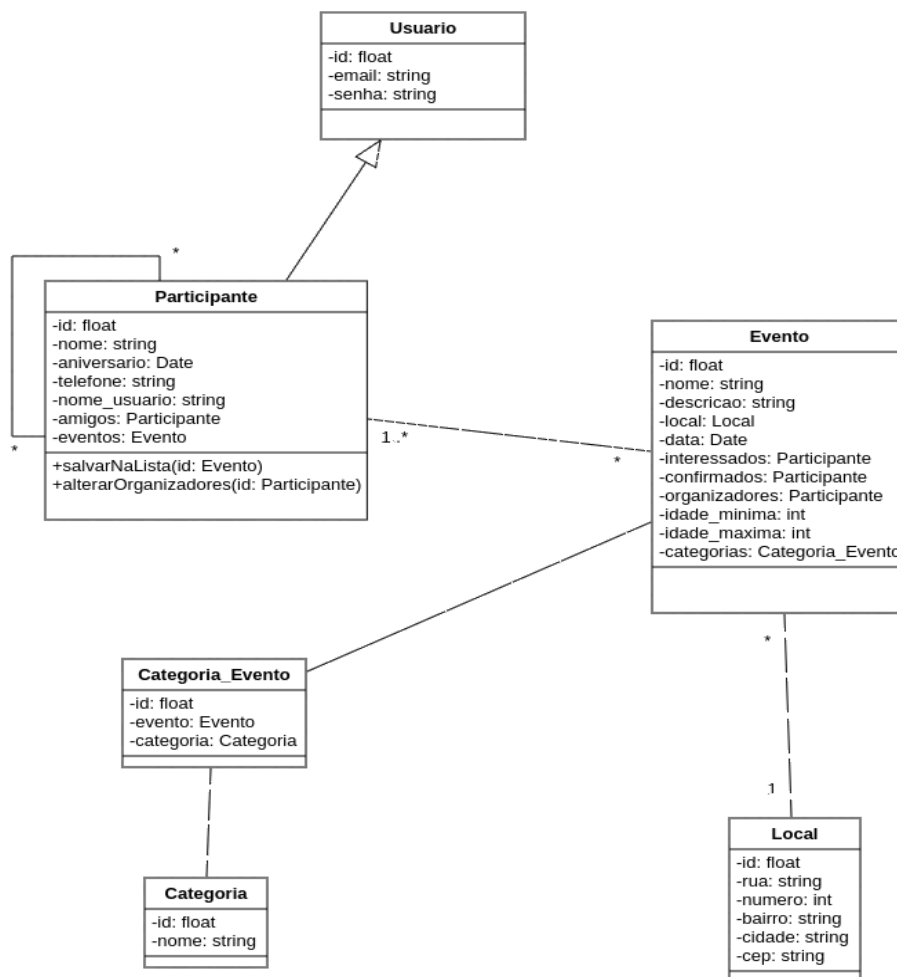 Usuario
-id: float
-email: string
-senha: string
*
Participante
-id: float
-nome: string
-aniversario: Date
-telefone: string
-nome_usuario: string
-amigos: Participante
-eventos: Evento
+salvarNaLista(id: Evento)
+alterarOrganizadores(id: Participante)
*
1..*
*
Evento
-id: float
-nome: string
-descricao: string
-local: Local
-data: Date
-interessados: Participante
-confirmados: Participante
-organizadores: Participante
-idade_minima: int
-idade_maxima: int
-categorias: Categoria_Evento
*
1
Categoria_Evento
-id: float
-evento: Evento
-categoria: Categoria
Categoria
-id: float
-nome: string
Local
-id: float
-rua: string
-numero: int
-bairro: string
-cidade: string
-cep: string